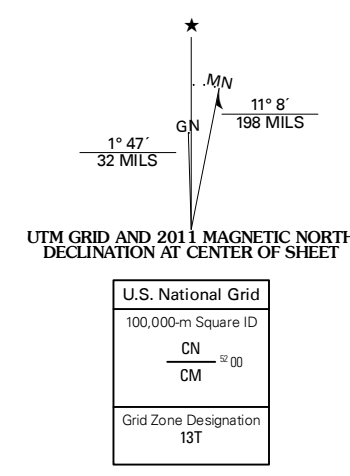 ★
MN
GN
11° 8´
198 MILS
1° 47´
32 MILS
UTM GRID AND 2011 MAGNETIC NORTH
DECLINATION AT CENTER OF SHEET
U.S. National Grid
100,000-m Square ID
CN
52 00
CM
Grid Zone Designation
13T